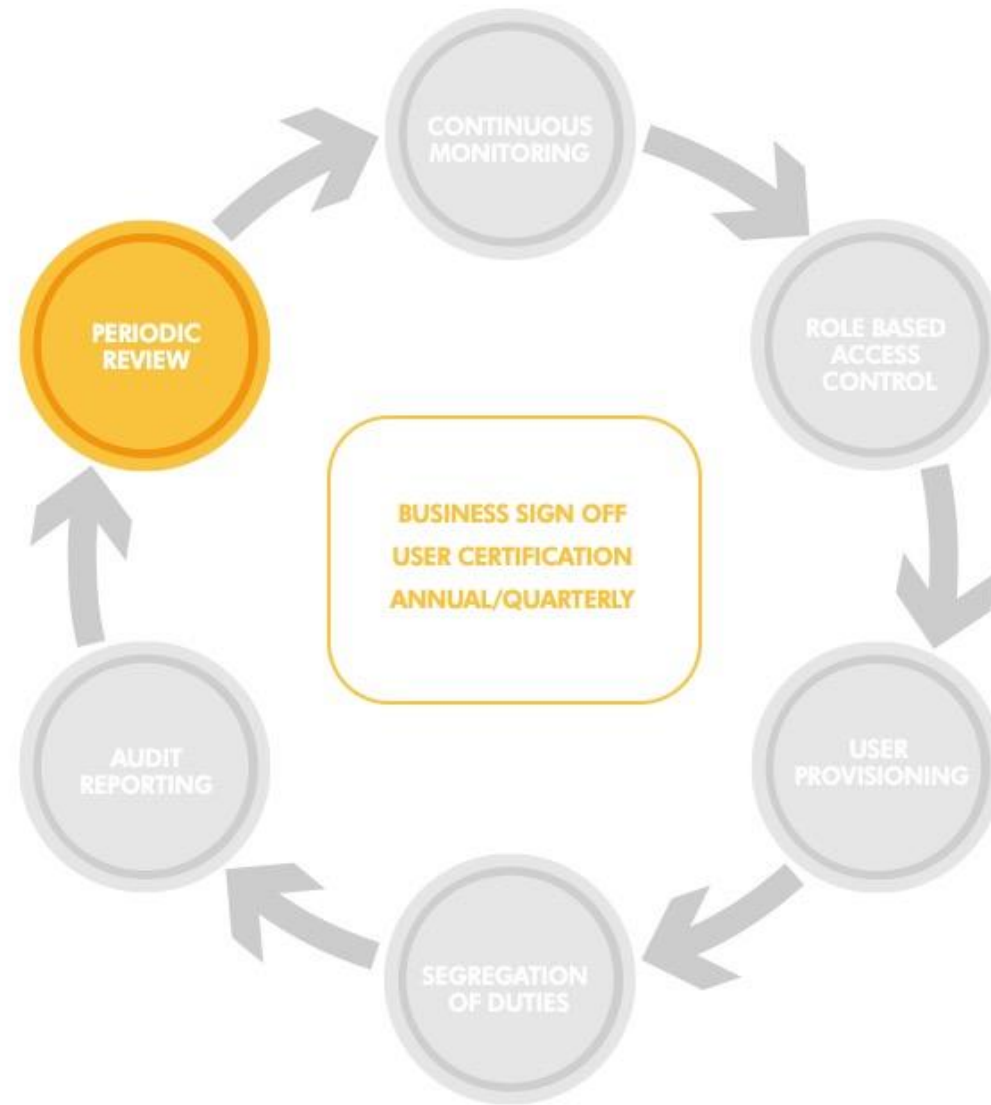 CONTINUOUS
MONITORING
ROLE BASED
ACCESS
CONTROL
USER
PROVISIONING
SEGREGATION
OF DUTIES
AUDIT
REPORTING
PERIODIC
REVIEW
BUSINESS SIGN OFF
USER CERTIFICATION
ANNUAL/QUARTERLY